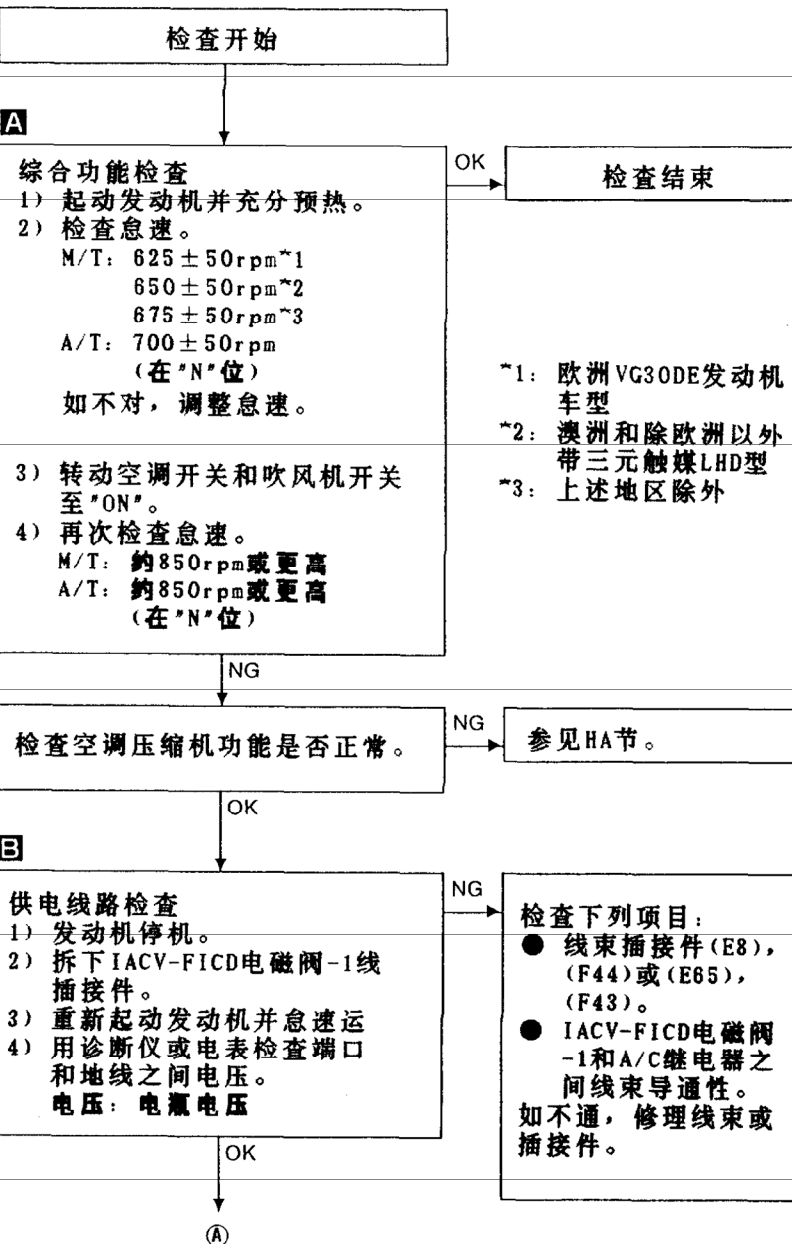 检查开始
A
综合功能检查
1) 起动发动机并充分预热。
2) 检查怠速。
M/T: 625±50rpm*1
650±50rpm*2
675±50rpm*3
A/T: 700±50rpm
(在"N"位)
如不对，调整怠速。
3) 转动空调开关和吹风机开关
至"ON"。
4) 再次检查怠速。
M/T: 约850rpm或更高
A/T: 约850rpm或更高
(在"N"位)
OK
检查结束
*1: 欧洲VG30DE发动机
车型
*2: 澳洲和除欧洲以外
带三元触媒LHD型
*3: 上述地区除外
NG
检查空调压缩机功能是否正常。
NG
参见HA节。
OK
B
供电线路检查
1) 发动机停机。
2) 拆下IACV-FICD电磁阀-1线
插接件。
3) 重新起动发动机并怠速运
4) 用诊断仪或电表检查端口
和地线之间电压。
电压: 电瓶电压
NG
检查下列项目:
● 线束插接件(E8),
(F44)或(E65),
(F43)。
● IACV-FICD电磁阀
-1和A/C继电器之
间线束导通性。
如不通，修理线束或
插接件。
OK
Ⓐ